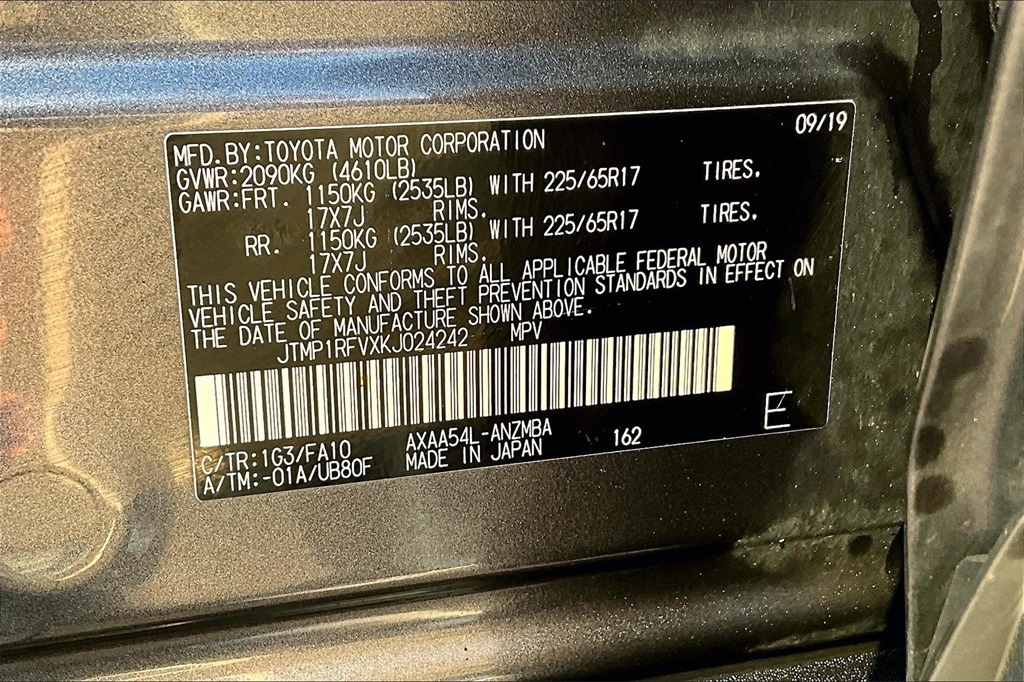 09/19
MFD.BY:TOYOTA MOTOR CORPORATION
GVWR:2090KG (4610LB)
GAWR:FRT. 1150KG (2535LB) WITH 225/65R17 TIRES.
17X7J RIMS.
RR. 1150KG (2535LB) WITH 225/65R17 TIRES.
17X7J RIMS.
THIS VEHICLE CONFORMS TO ALL APPLICABLE FEDERAL MOTOR
VEHICLE SAFETY AND THEFT PREVENTION STANDARDS IN EFFECT ON
THE DATE OF MANUFACTURE SHOWN ABOVE.
JTMP1RFVXKJ024242 MPV
C/TR:1G3/FA10 AXAA54L-ANZMBA 162 E
A/TM:-01A/UB80F MADE IN JAPAN